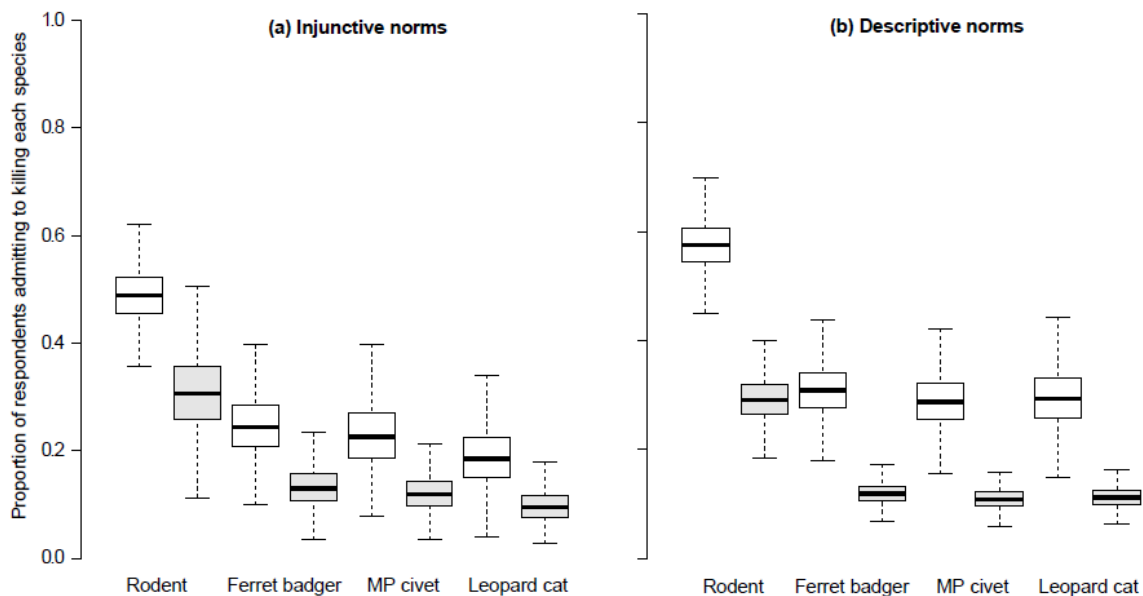 Proportion of respondents admitting to killing each species
1.0
0.8
0.6
0.4
0.2
0.0
(a) Injunctive norms
Rodent
Ferret badger
MP civet
Leopard cat
(b) Descriptive norms
Rodent
Ferret badger
MP civet
Leopard cat